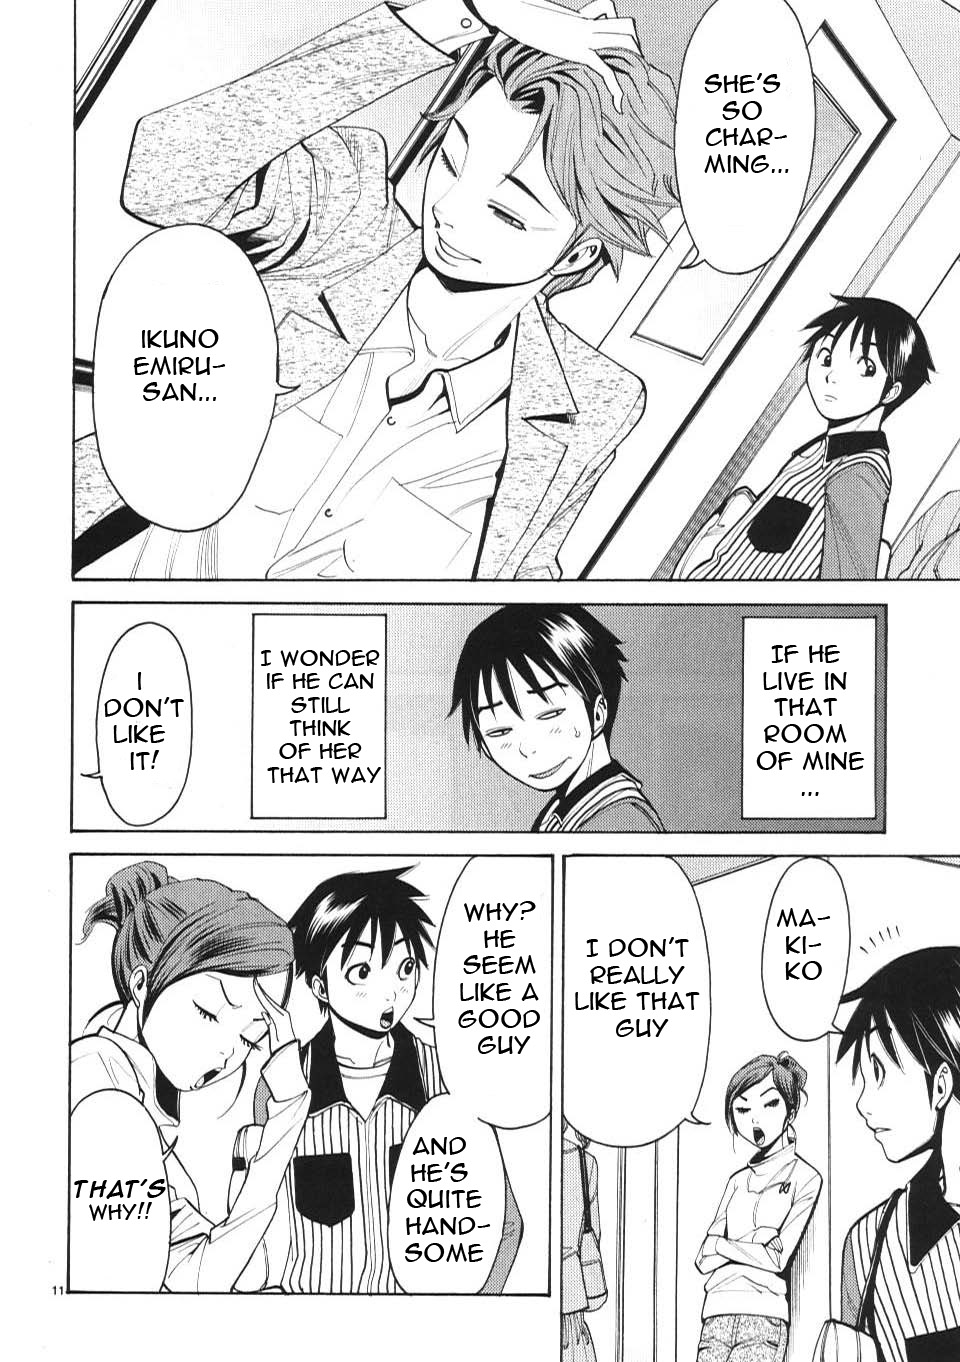 SHE'S
SO
CHAR-
MING...
IKUNO
EMIRU-
SAN...
IF HE
LIVE IN
THAT
ROOM
OF MINE
...
I WONDER
IF HE CAN
STILL
THINK
OF HER
THAT WAY
I
DON'T
LIKE
IT!
MA-
KI-
KO
I DON'T
REALLY
LIKE THAT
GUY
WHY?
HE
SEEM
LIKE A
GOOD
GUY
AND
HE'S
QUITE
HAND-
SOME
THAT'S
WHY!!
11